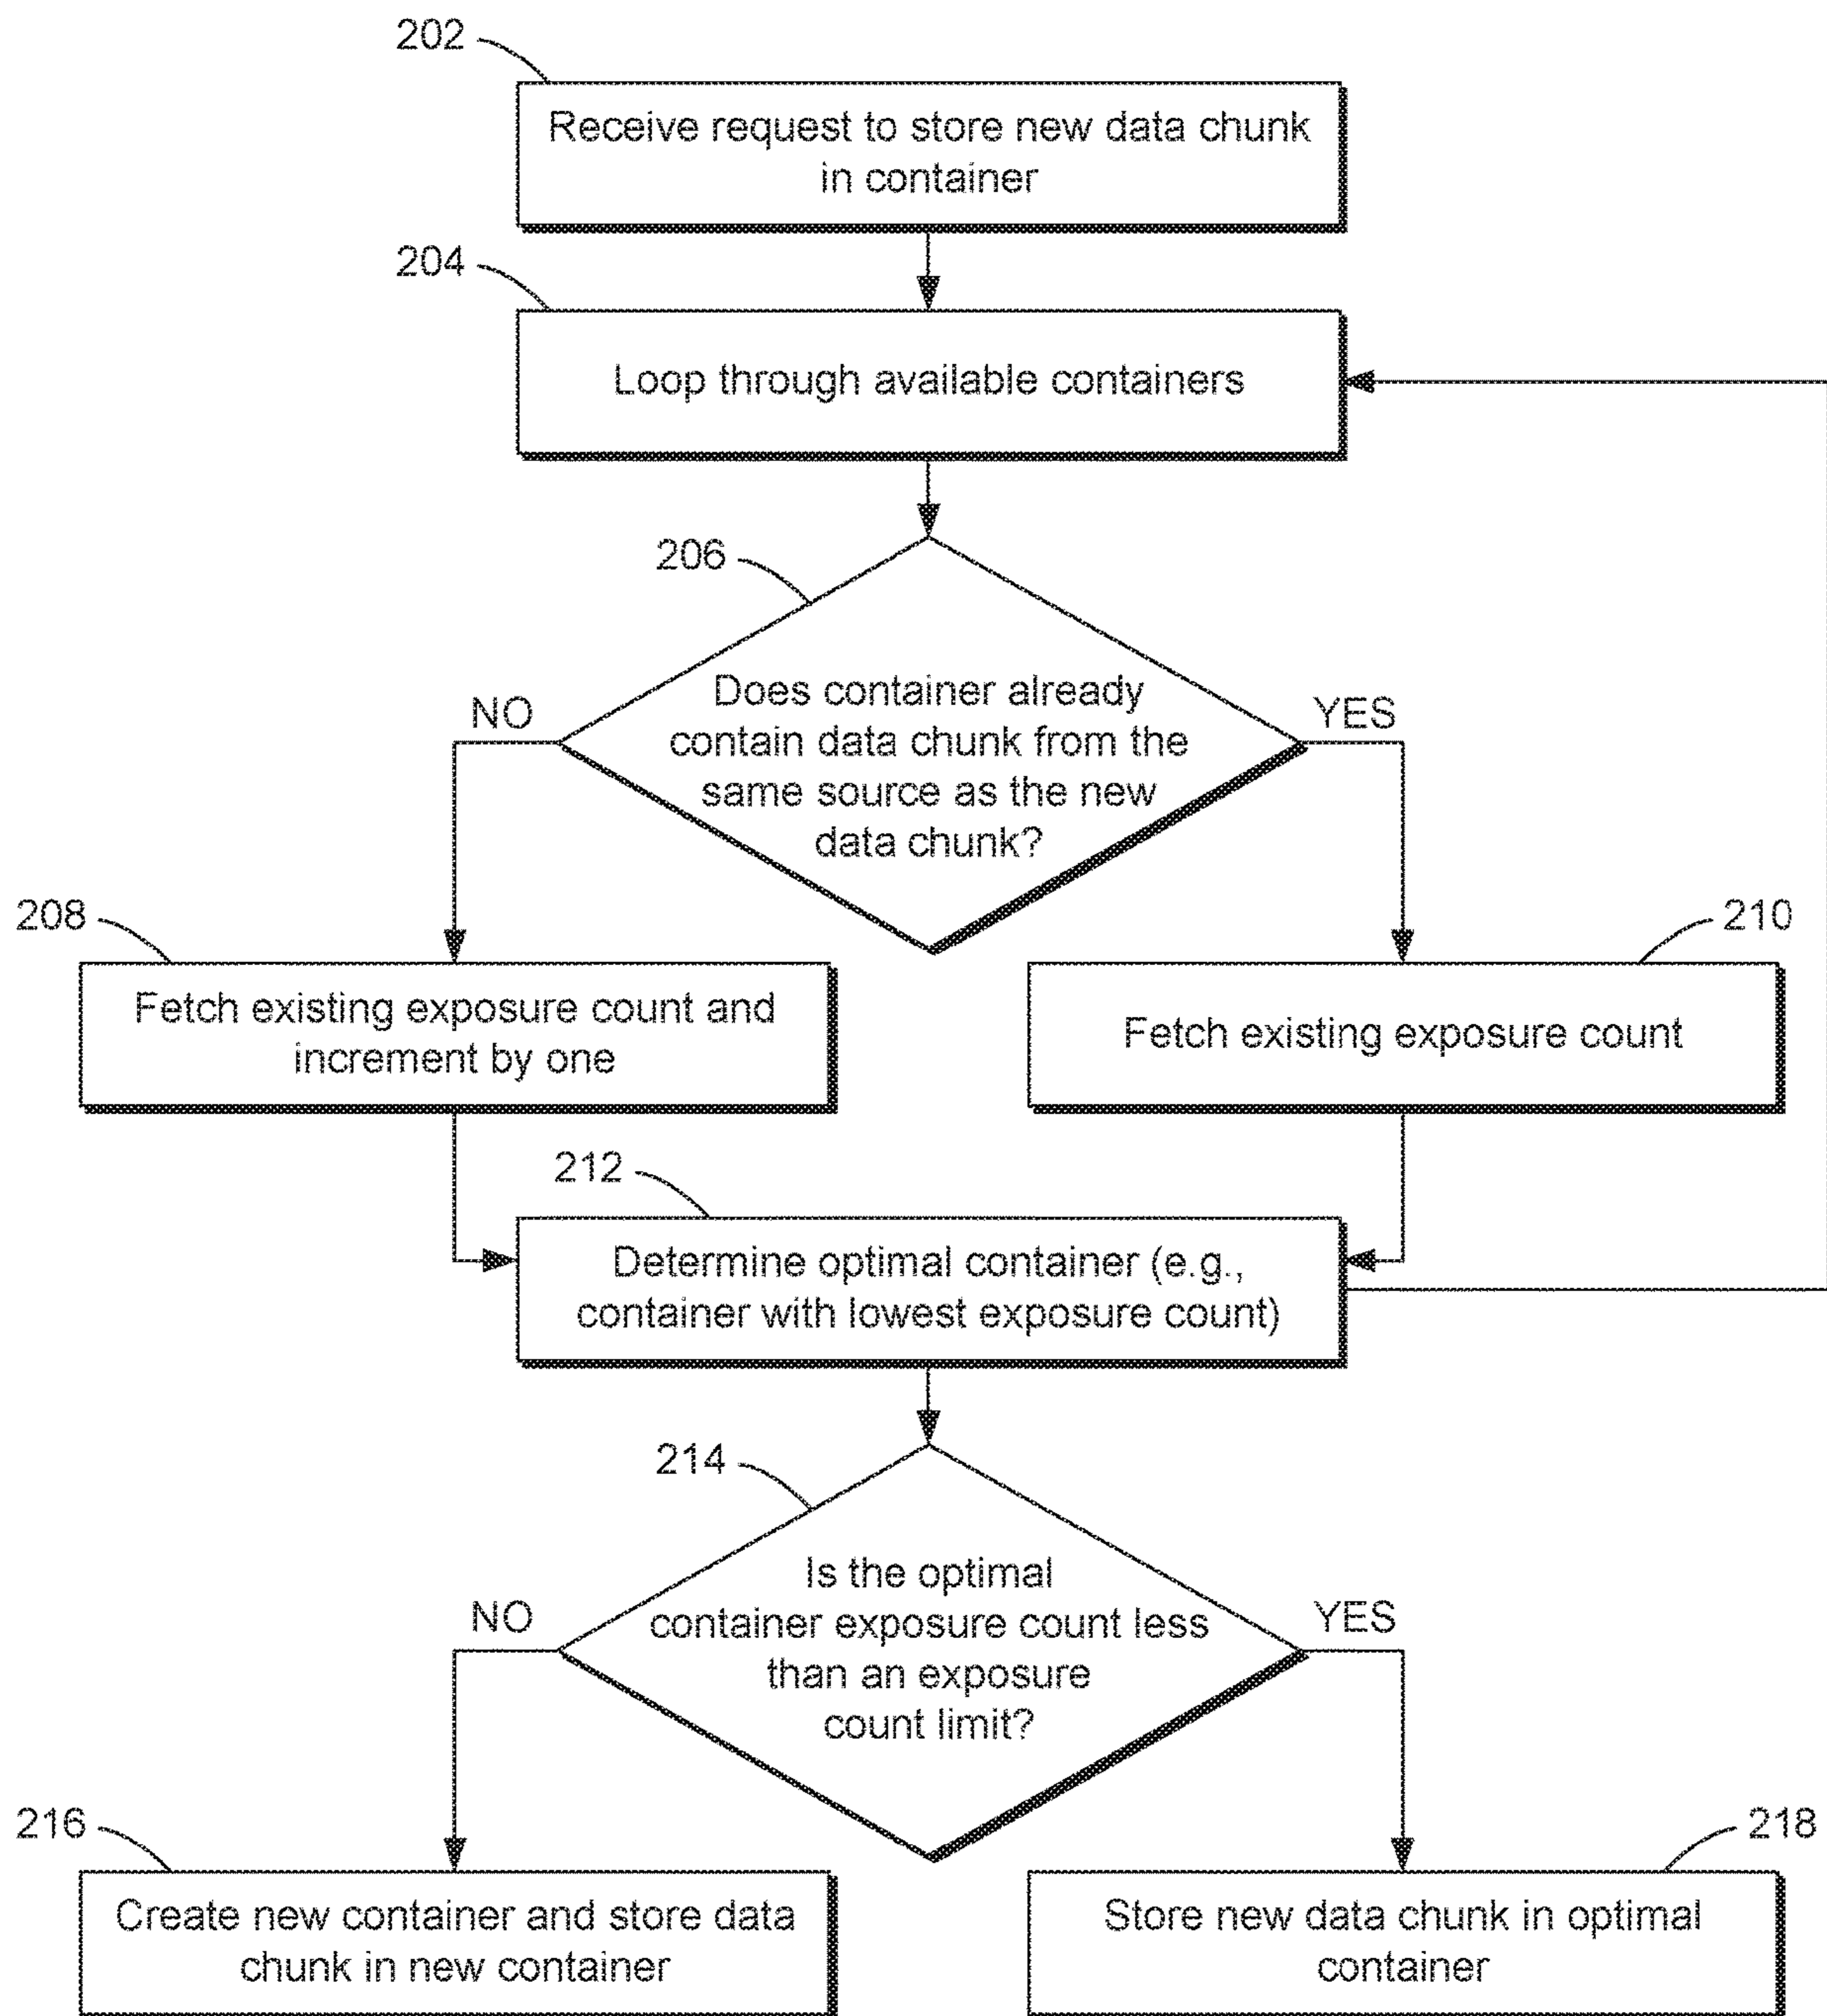 202
Receive request to store new data chunk
in container
204
Loop through available containers
206
Does container already
contain data chunk from the
same source as the new
data chunk?
NO
YES
208
210
Fetch existing exposure count and
increment by one
Fetch existing exposure count
212
Determine optimal container (e.g.,
container with lowest exposure count)
214
Is the optimal
container exposure count less
than an exposure
count limit?
NO
YES
216
218
Create new container and store data
chunk in new container
Store new data chunk in optimal
container